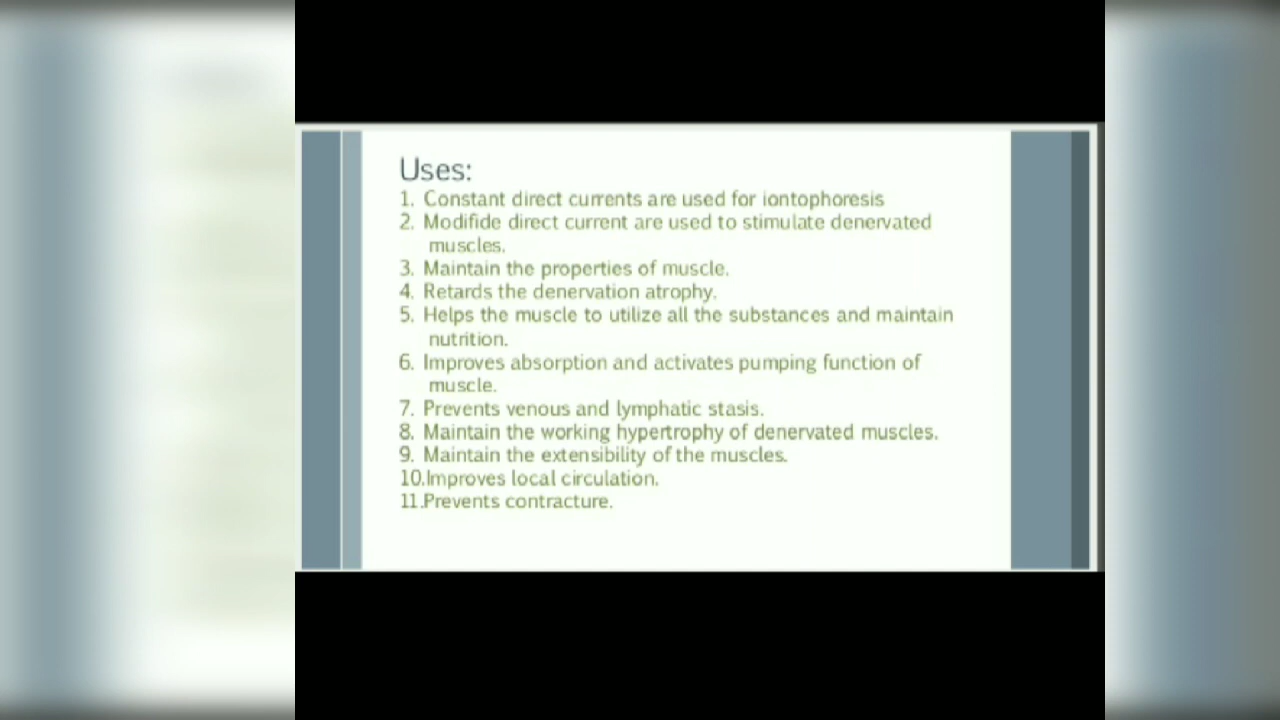 Uses:
1. Constant direct currents are used for iontophoresis
2. Modifide direct current are used to stimulate denervated
muscles.
3. Maintain the properties of muscle.
4. Retards the denervation atrophy.
5. Helps the muscle to utilize all the substances and maintain
nutrition.
6. Improves absorption and activates pumping function of
muscle.
7. Prevents venous and lymphatic stasis.
8. Maintain the working hypertrophy of denervated muscles.
9. Maintain the extensibility of the muscles.
10.Improves local circulation.
11.Prevents contracture.